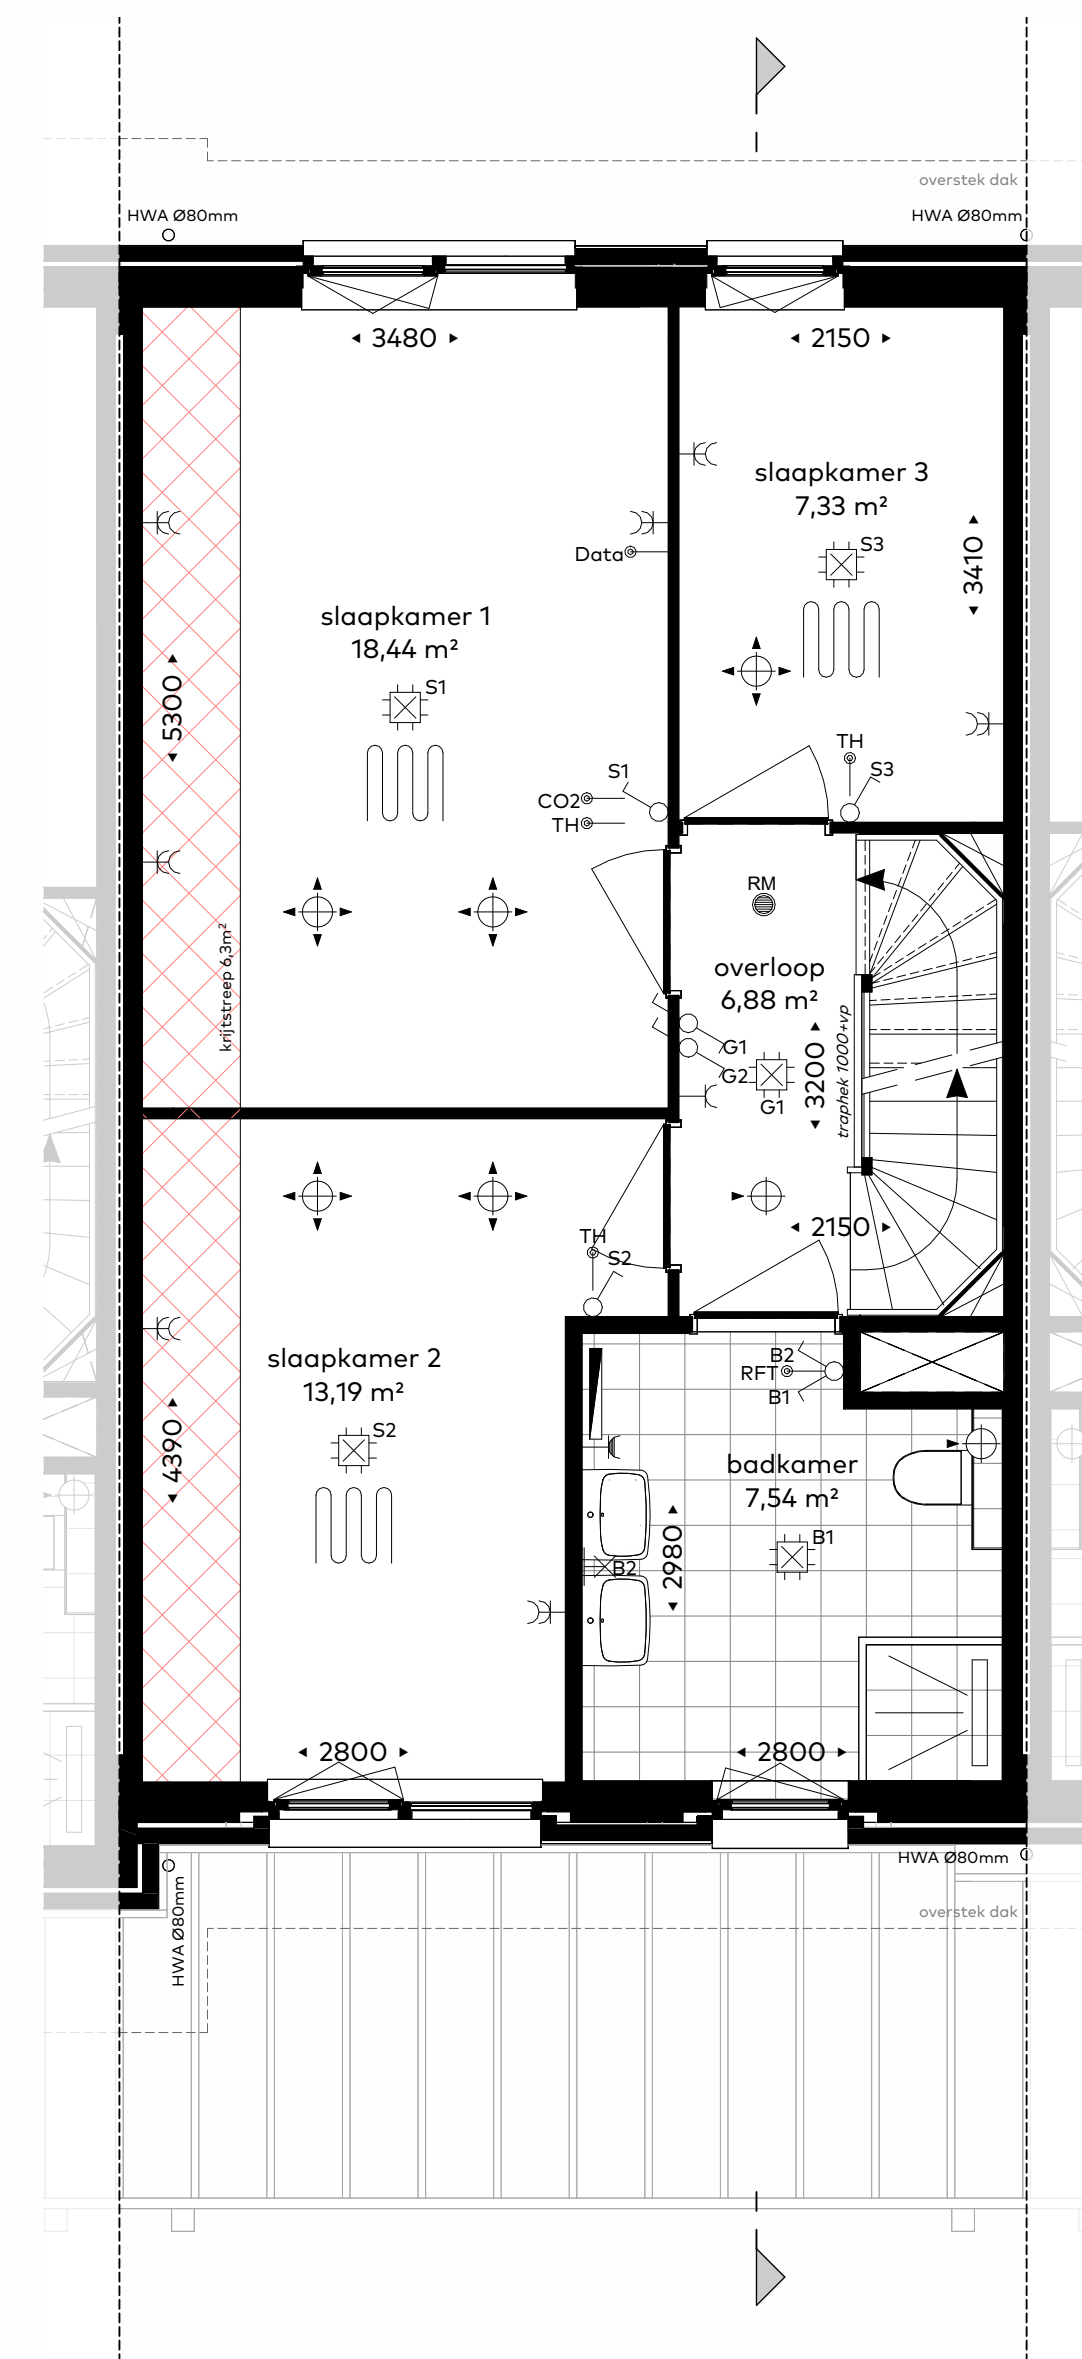 overstek dak
HWA Ø80mm
HWA Ø80mm
3480
2150
slaapkamer 3
7,33 m²
S3
3410
Data
slaapkamer 1
18,44 m²
S1
5300
TH
S3
S1
CO2
TH
RM
krijtstreep 6,3m²
overloop
6,88 m²
traphek 1000+vp
3200
G1
G2
G1
2150
TH
S2
slaapkamer 2
13,19 m²
S2
4390
B2
RFT
B1
badkamer
7,54 m²
B1
B2
2980
2800
2800
HWA Ø80mm
HWA Ø80mm
overstek dak